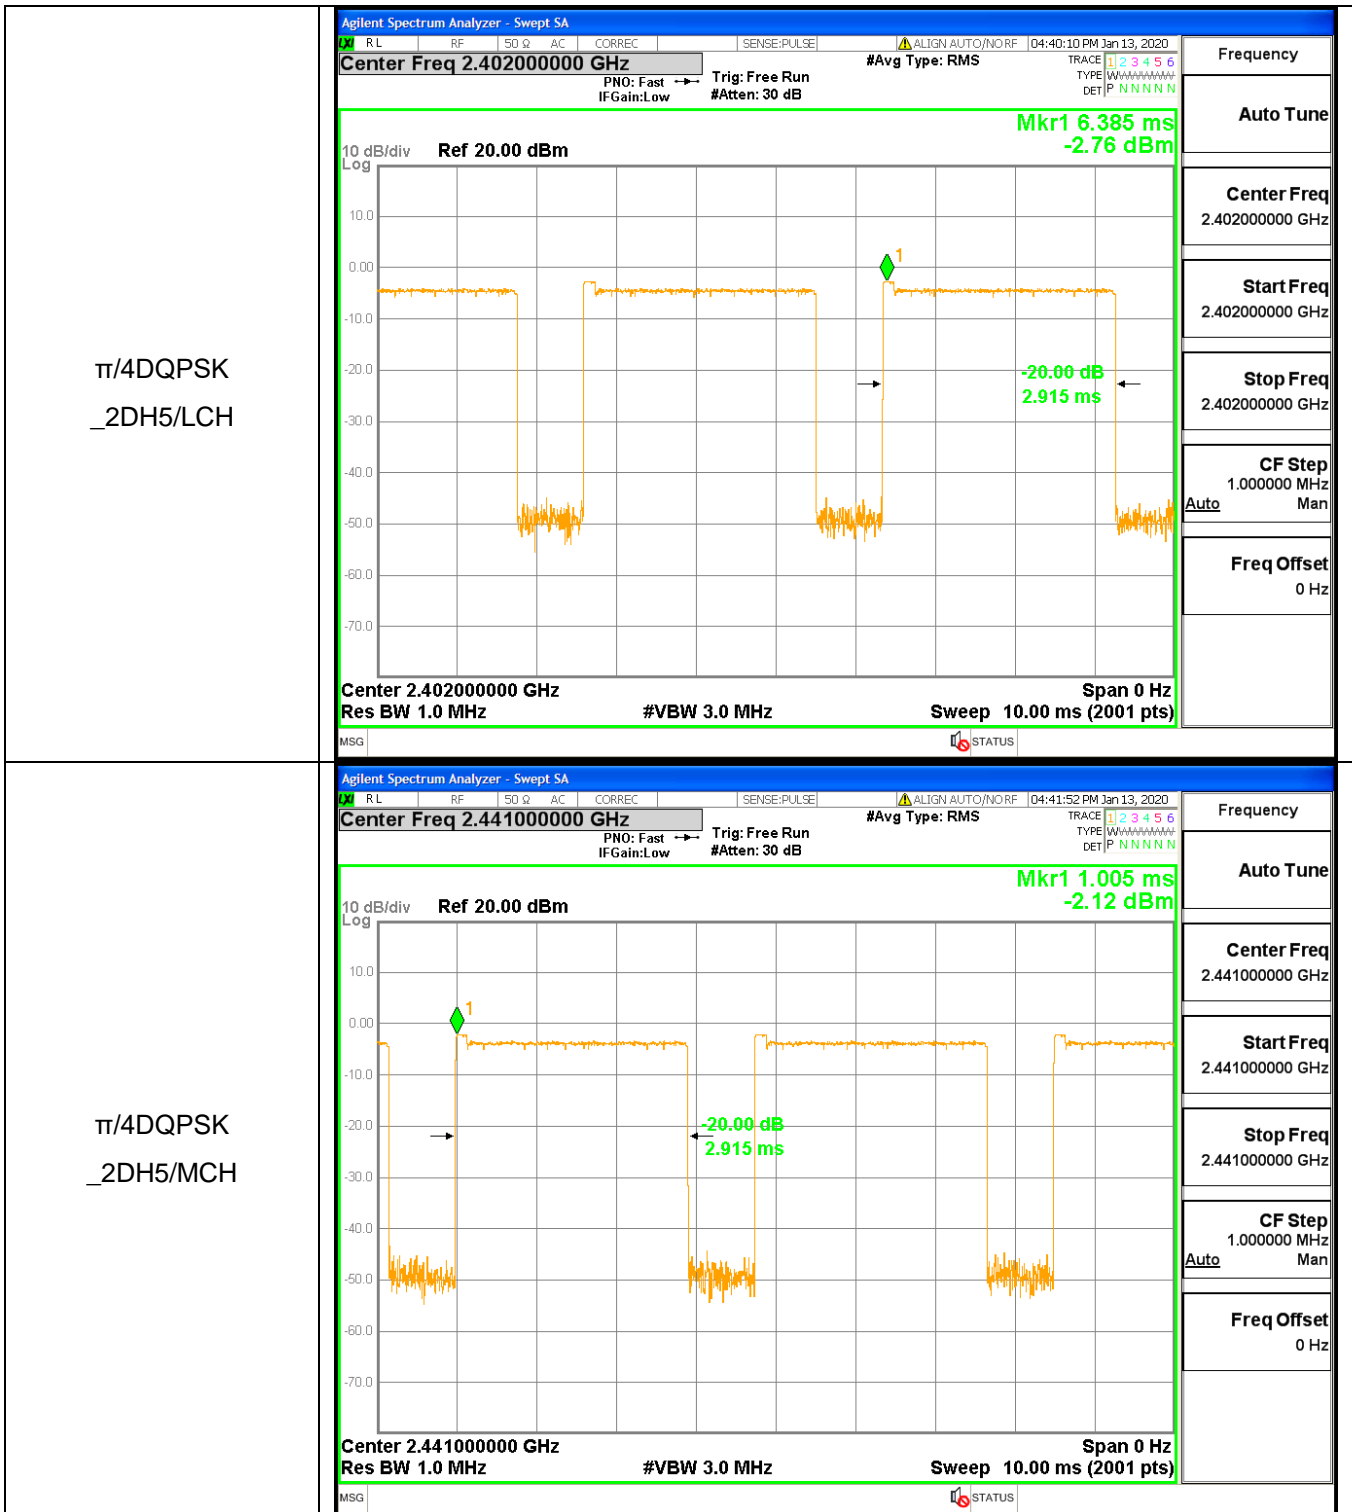 π/4DQPSK
_2DH5/LCH
Agilent Spectrum Analyzer - Swept SA
LXI RL RF 50 Ω AC CORREC SENSE:PULSE ALIGN AUTO/NO RF 04:40:10 PM Jan 13, 2020
Center Freq 2.402000000 GHz
#Avg Type: RMS
TRACE 1 2 3 4 5 6
PNO: Fast Trig: Free Run
TYPE
IFGain:Low #Atten: 30 dB
DET P N N N N N
Mkr1 6.385 ms
-2.76 dBm
10 dB/div Ref 20.00 dBm
Log
10.0
0.00
-10.0
-20.0
-30.0
-40.0
-50.0
-60.0
-70.0
1
-20.00 dB
2.915 ms
Center 2.402000000 GHz Span 0 Hz
Res BW 1.0 MHz #VBW 3.0 MHz Sweep 10.00 ms (2001 pts)
MSG STATUS
Frequency
Auto Tune
Center Freq
2.402000000 GHz
Start Freq
2.402000000 GHz
Stop Freq
2.402000000 GHz
CF Step
1.000000 MHz
Auto Man
Freq Offset
0 Hz
π/4DQPSK
_2DH5/MCH
Agilent Spectrum Analyzer - Swept SA
LXI RL RF 50 Ω AC CORREC SENSE:PULSE ALIGN AUTO/NO RF 04:41:52 PM Jan 13, 2020
Center Freq 2.441000000 GHz
#Avg Type: RMS
TRACE 1 2 3 4 5 6
PNO: Fast Trig: Free Run
TYPE
IFGain:Low #Atten: 30 dB
DET P N N N N N
Mkr1 1.005 ms
-2.12 dBm
10 dB/div Ref 20.00 dBm
Log
10.0
0.00
-10.0
-20.0
-30.0
-40.0
-50.0
-60.0
-70.0
1
-20.00 dB
2.915 ms
Center 2.441000000 GHz Span 0 Hz
Res BW 1.0 MHz #VBW 3.0 MHz Sweep 10.00 ms (2001 pts)
MSG STATUS
Frequency
Auto Tune
Center Freq
2.441000000 GHz
Start Freq
2.441000000 GHz
Stop Freq
2.441000000 GHz
CF Step
1.000000 MHz
Auto Man
Freq Offset
0 Hz